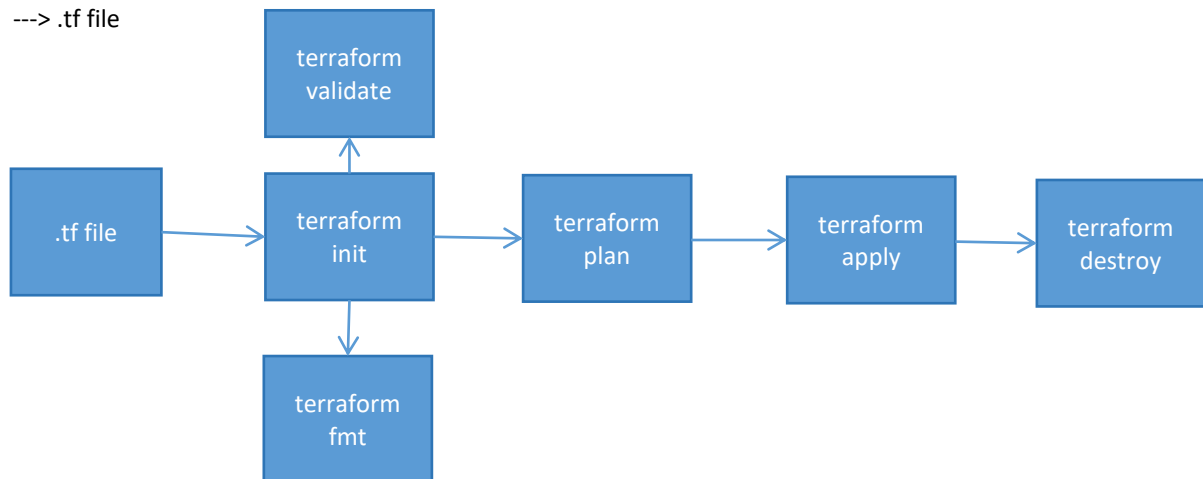 ---> .tf file
terraform
validate
.tf file
terraform
init
terraform
plan
terraform
apply
terraform
destroy
terraform
fmt